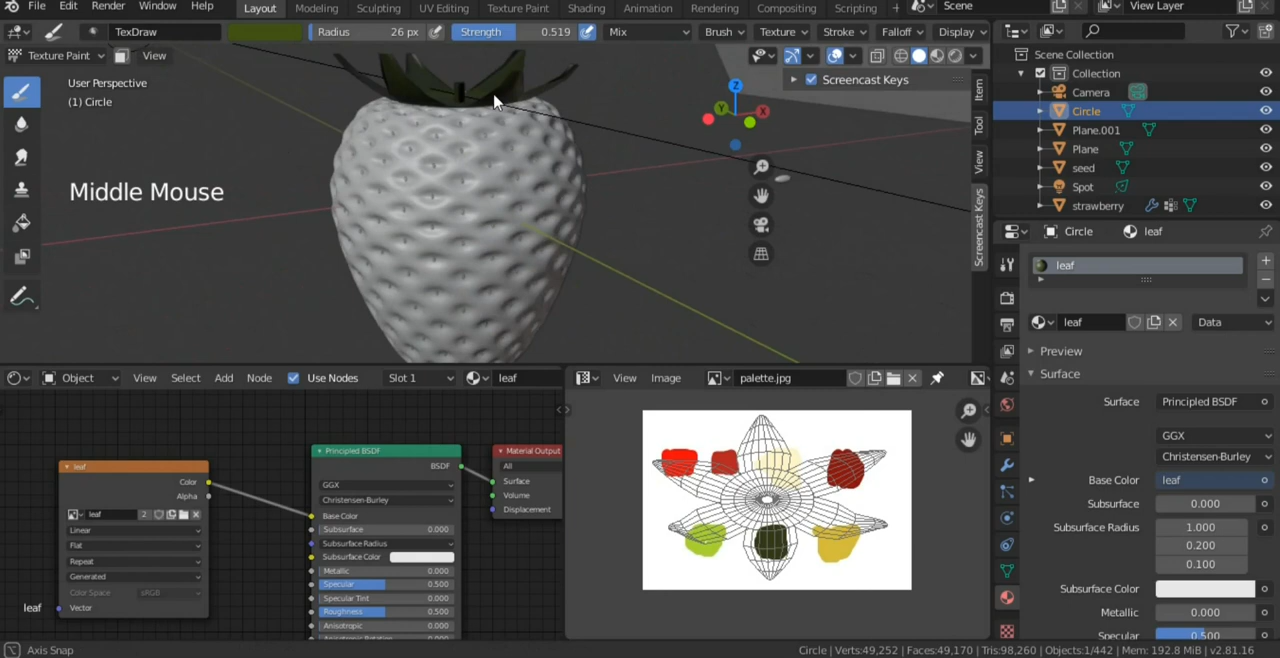 File Edit Render Window Help Layout Modeling Sculpting UV Editing Texture Paint Shading Animation Rendering Compositing Scripting + Scene View Layer
TexDraw Radius 26 px Strength 0.519 Mix Brush Texture Stroke Falloff Display
Texture Paint View
Screencast Keys
User Perspective
(1) Circle
Middle Mouse
Z
Y
X
Item
Tool
View
Screencast Keys
Scene Collection
Collection
Camera
Circle
Plane.001
Plane
seed
Spot
strawberry
Circle leaf
leaf
leaf Data
Preview
Surface
Surface Principled BSDF
GGX
Christensen-Burley
Base Color leaf
Subsurface 0.000
Subsurface Radius 1.000
0.200
0.100
Subsurface Color
Metallic 0.000
Specular 0.500
Object View Select Add Node Use Nodes Slot 1 leaf
leaf
Color
Alpha
leaf 2
Linear
Flat
Repeat
Generated
Color Space sRGB
Vector
leaf
Principled BSDF
BSDF
GGX
Christensen-Burley
Base Color
Subsurface 0.000
Subsurface Radius
Subsurface Color
Metallic 0.000
Specular 0.500
Specular Tint 0.000
Roughness 0.500
Anisotropic 0.000
Anisotropic Rotation
Material Output
All
Surface
Volume
Displacement
View Image palette.jpg
Axis Snap
Circle | Verts:49,252 | Faces:49,170 | Tris:98,260 | Objects:1/442 | Mem: 192.8 MiB | v2.81.16